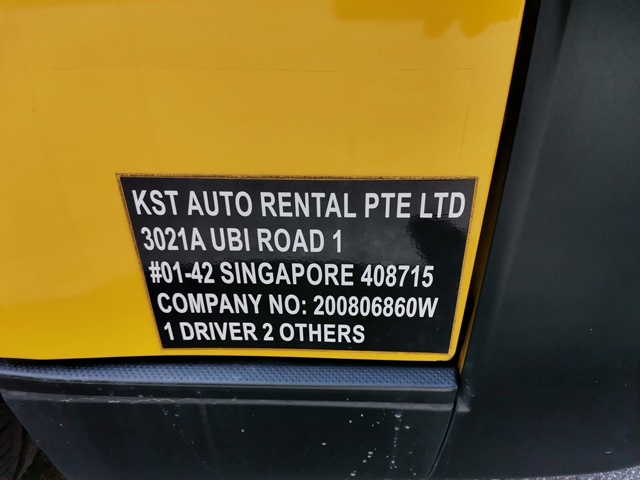 KST AUTO RENTAL PTE LTD
3021A UBI ROAD 1
#01-42 SINGAPORE 408715
COMPANY NO: 200806860W
1 DRIVER 2 OTHERS